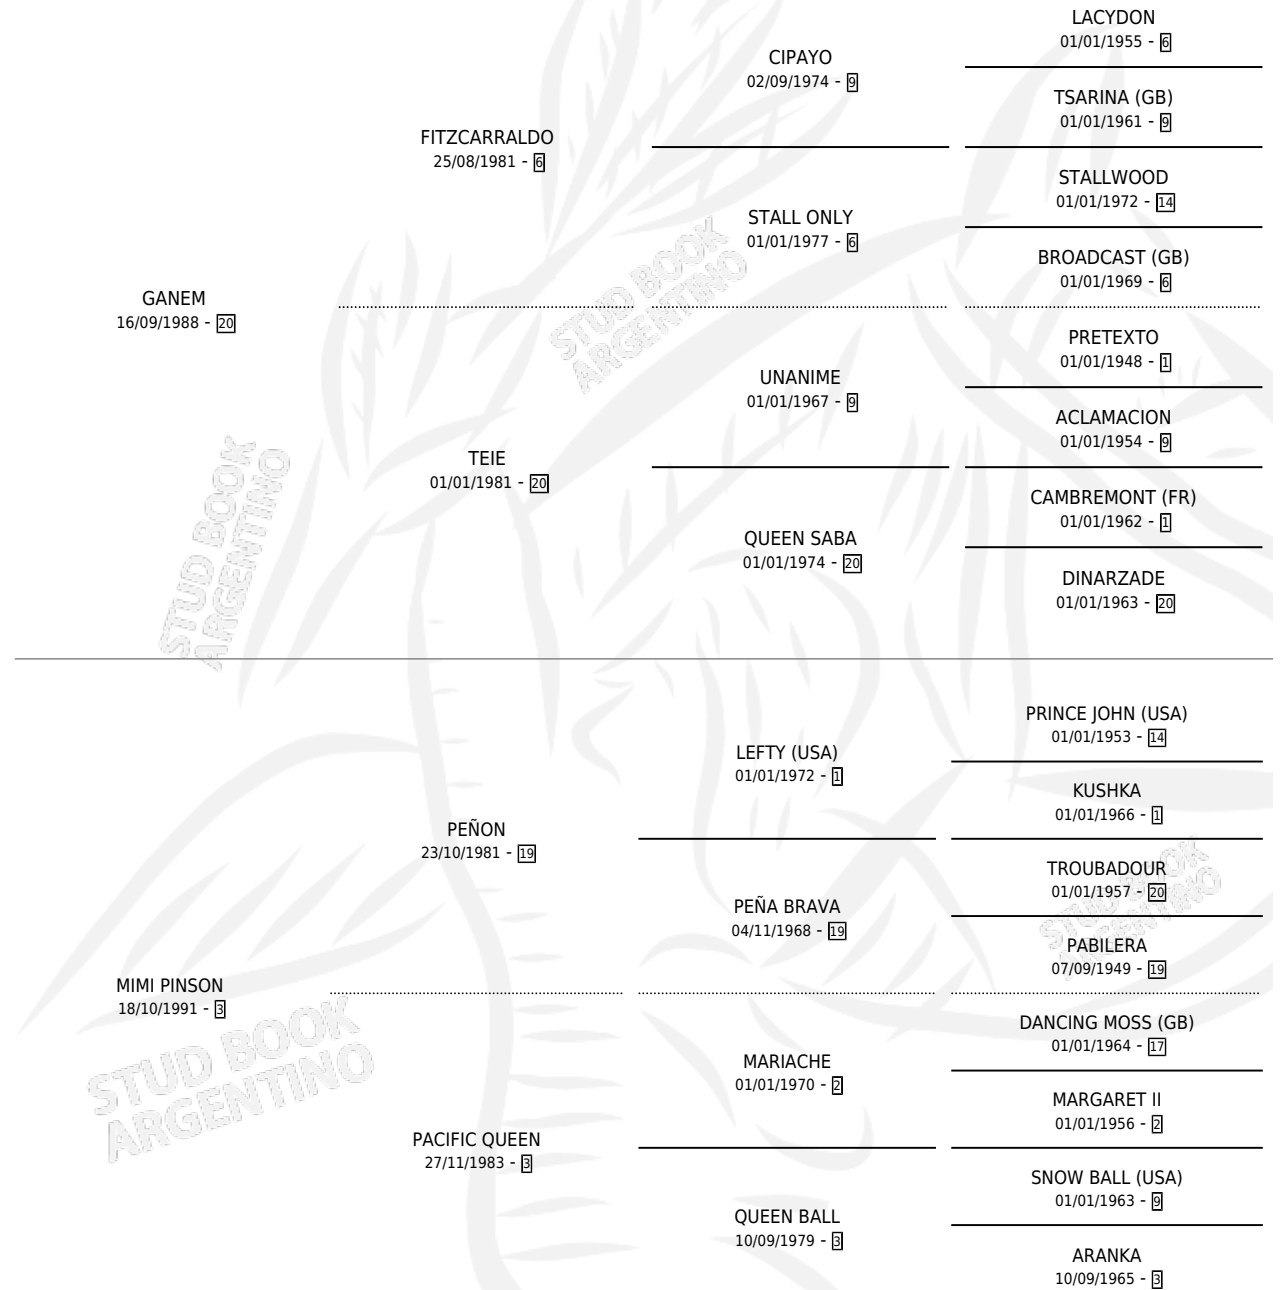 LACYDON
01/01/1955 - 6
CIPAYO
02/09/1974 - 9
TSARINA (GB)
01/01/1961 - 9
FITZCARRALDO
25/08/1981 - 6
STALLWOOD
01/01/1972 - 14
STALL ONLY
01/01/1977 - 6
BROADCAST (GB)
01/01/1969 - 6
GANEM
16/09/1988 - 20
PRETEXTO
01/01/1948 - 1
UNANIME
01/01/1967 - 9
ACLAMACION
01/01/1954 - 9
TEIE
01/01/1981 - 20
CAMBREMONT (FR)
01/01/1962 - 1
QUEEN SABA
01/01/1974 - 20
DINARZADE
01/01/1963 - 20
PRINCE JOHN (USA)
01/01/1953 - 14
LEFTY (USA)
01/01/1972 - 1
KUSHKA
01/01/1966 - 1
PEÑON
23/10/1981 - 19
TROUBADOUR
01/01/1957 - 20
PEÑA BRAVA
04/11/1968 - 19
PABILERA
07/09/1949 - 19
MIMI PINSON
18/10/1991 - 3
DANCING MOSS (GB)
01/01/1964 - 17
MARIACHE
01/01/1970 - 2
MARGARET II
01/01/1956 - 2
PACIFIC QUEEN
27/11/1983 - 3
SNOW BALL (USA)
01/01/1963 - 9
QUEEN BALL
10/09/1979 - 3
ARANKA
10/09/1965 - 3
STUD BOOK
ARGENTINO
STUD BOOK
ARGENTINO
STUD BOOK
ARGENTINO
STUD BOOK
ARGENTINO